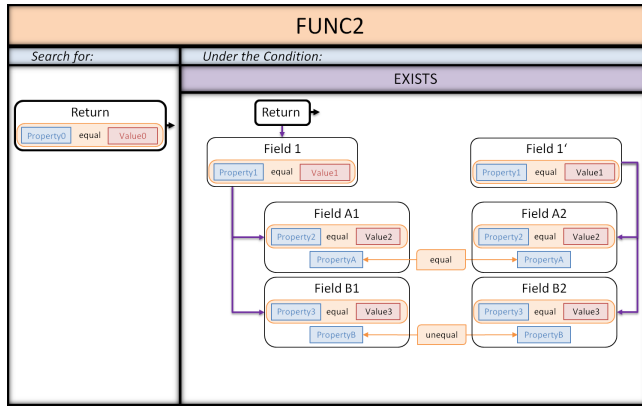 FUNC2
Search for:
Under the Condition:
EXISTS
Return
Property0 equal Value0
Return
Field 1
Property1 equal Value1
Field 1‘
Property1 equal Value1
Field A1
Property2 equal Value2
PropertyA
equal
Field A2
Property2 equal Value2
PropertyA
Field B1
Property3 equal Value3
PropertyB
unequal
Field B2
Property3 equal Value3
PropertyB